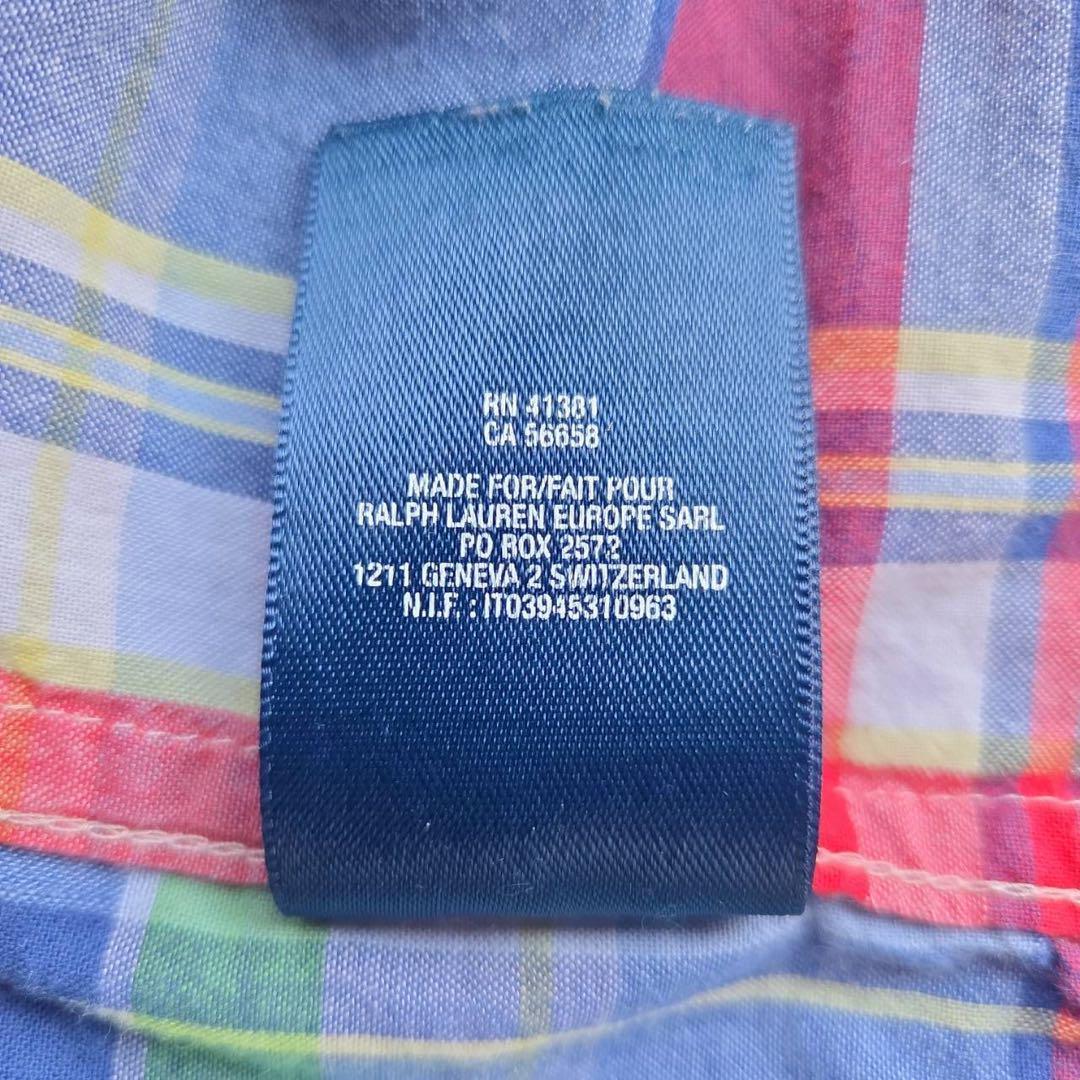 RN 41381
CA 56658
MADE FOR/FAIT POUR
RALPH LAUREN EUROPE SARL
PO BOX 2572
1211 GENEVA 2 SWITZERLAND
N.I.F. : IT03945310963